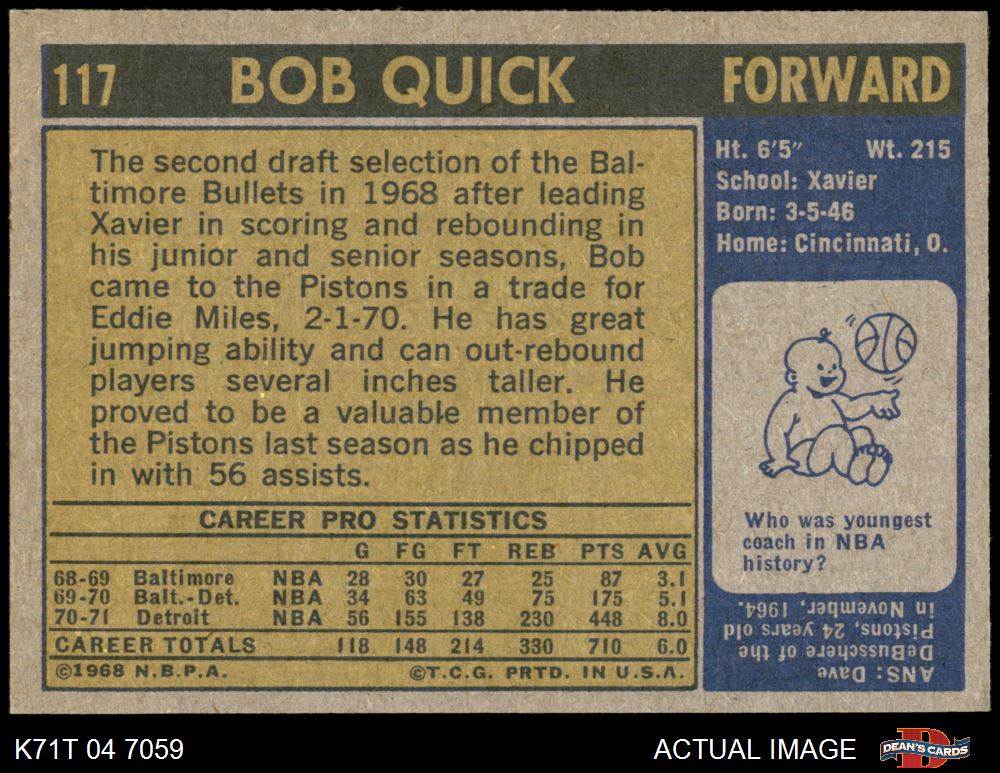 117 BOB QUICK FORWARD
The second draft selection of the Bal-
timore Bullets in 1968 after leading
Xavier in scoring and rebounding in
his junior and senior seasons, Bob
came to the Pistons in a trade for
Eddie Miles, 2-1-70. He has great
jumping ability and can out-rebound
players several inches taller. He
proved to be a valuable member of
the Pistons last season as he chipped
in with 56 assists.
CAREER PRO STATISTICS
G FG FT REB PTS AVG
68-69 Baltimore NBA 28 30 27 25 87 3.1
69-70 Balt.-Det. NBA 34 63 49 75 175 5.1
70-71 Detroit NBA 56 155 138 230 448 8.0
CAREER TOTALS 118 148 214 330 710 6.0
©1968 N.B.P.A. ©T.C.G. PRTD. IN U.S.A.
Ht. 6'5" Wt. 215
School: Xavier
Born: 3-5-46
Home: Cincinnati, O.
Who was youngest
coach in NBA
history?
ANS: Dave
DeBusschere of the
Pistons, 24 years old
in November, 1964.
K71T 04 7059 ACTUAL IMAGE DEAN'S CARDS